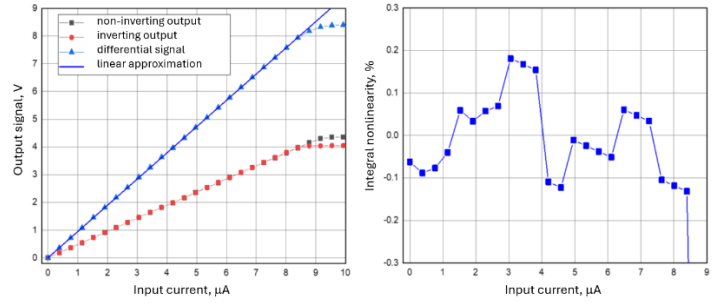 Output signal, V
9
8
7
6
5
4
3
2
1
0
non-inverting output
inverting output
differential signal
linear approximation
0 1 2 3 4 5 6 7 8 9 10
Input current, μA
Integral nonlinearity, %
0.3
0.2
0.1
0.0
-0.1
-0.2
-0.3
0 1 2 3 4 5 6 7 8 9
Input current, μA